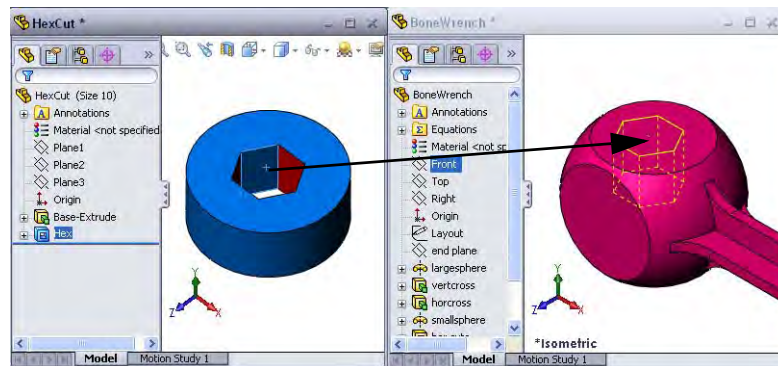 HexCut *
HexCut (Size 10)
Annotations
Material <not specified
Plane1
Plane2
Plane3
Origin
Base-Extrude
Hex
Y
Z
X
Model
Motion Study 1
BoneWrench *
BoneWrench
Annotations
Equations
Material <not sp
Front
Top
Right
Origin
Layout
end plane
largesphere
vertcross
horcross
smallsphere
Y
Z
X
*Isometric
Model
Motion Study 1